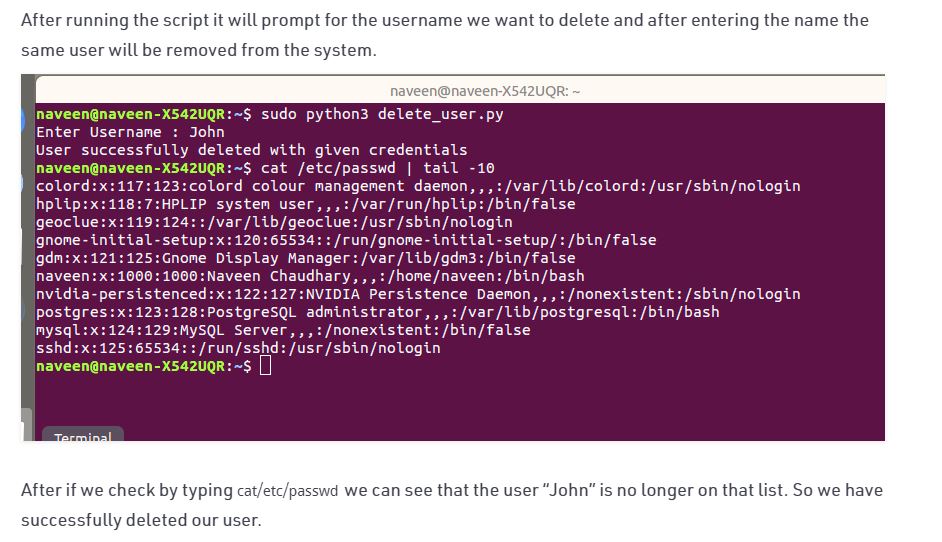 After running the script it will prompt for the username we want to delete and after entering the name the
same user will be removed from the system.
naveen@naveen-X542UQR: ~
naveen@naveen-X542UQR:~$ sudo python3 delete_user.py
Enter Username : John
User successfully deleted with given credentials
naveen@naveen-X542UQR:~$ cat /etc/passwd | tail -10
colord:x:117:123:colord colour management daemon,,,:/var/lib/colord:/usr/sbin/nologin
hplip:x:118:7:HPLIP system user,,,:/var/run/hplip:/bin/false
geoclue:x:119:124::/var/lib/geoclue:/usr/sbin/nologin
gnome-initial-setup:x:120:65534::/run/gnome-initial-setup/:/bin/false
gdm:x:121:125:Gnome Display Manager:/var/lib/gdm3:/bin/false
naveen:x:1000:1000:Naveen Chaudhary,,,:/home/naveen:/bin/bash
nvidia-persistenced:x:122:127:NVIDIA Persistence Daemon,,,:/nonexistent:/sbin/nologin
postgres:x:123:128:PostgreSQL administrator,,,:/var/lib/postgresql:/bin/bash
mysql:x:124:129:MySQL Server,,,:/nonexistent:/bin/false
sshd:x:125:65534::/run/sshd:/usr/sbin/nologin
naveen@naveen-X542UQR:~$
Terminal
After if we check by typing cat/etc/passwd we can see that the user “John” is no longer on that list. So we have
successfully deleted our user.